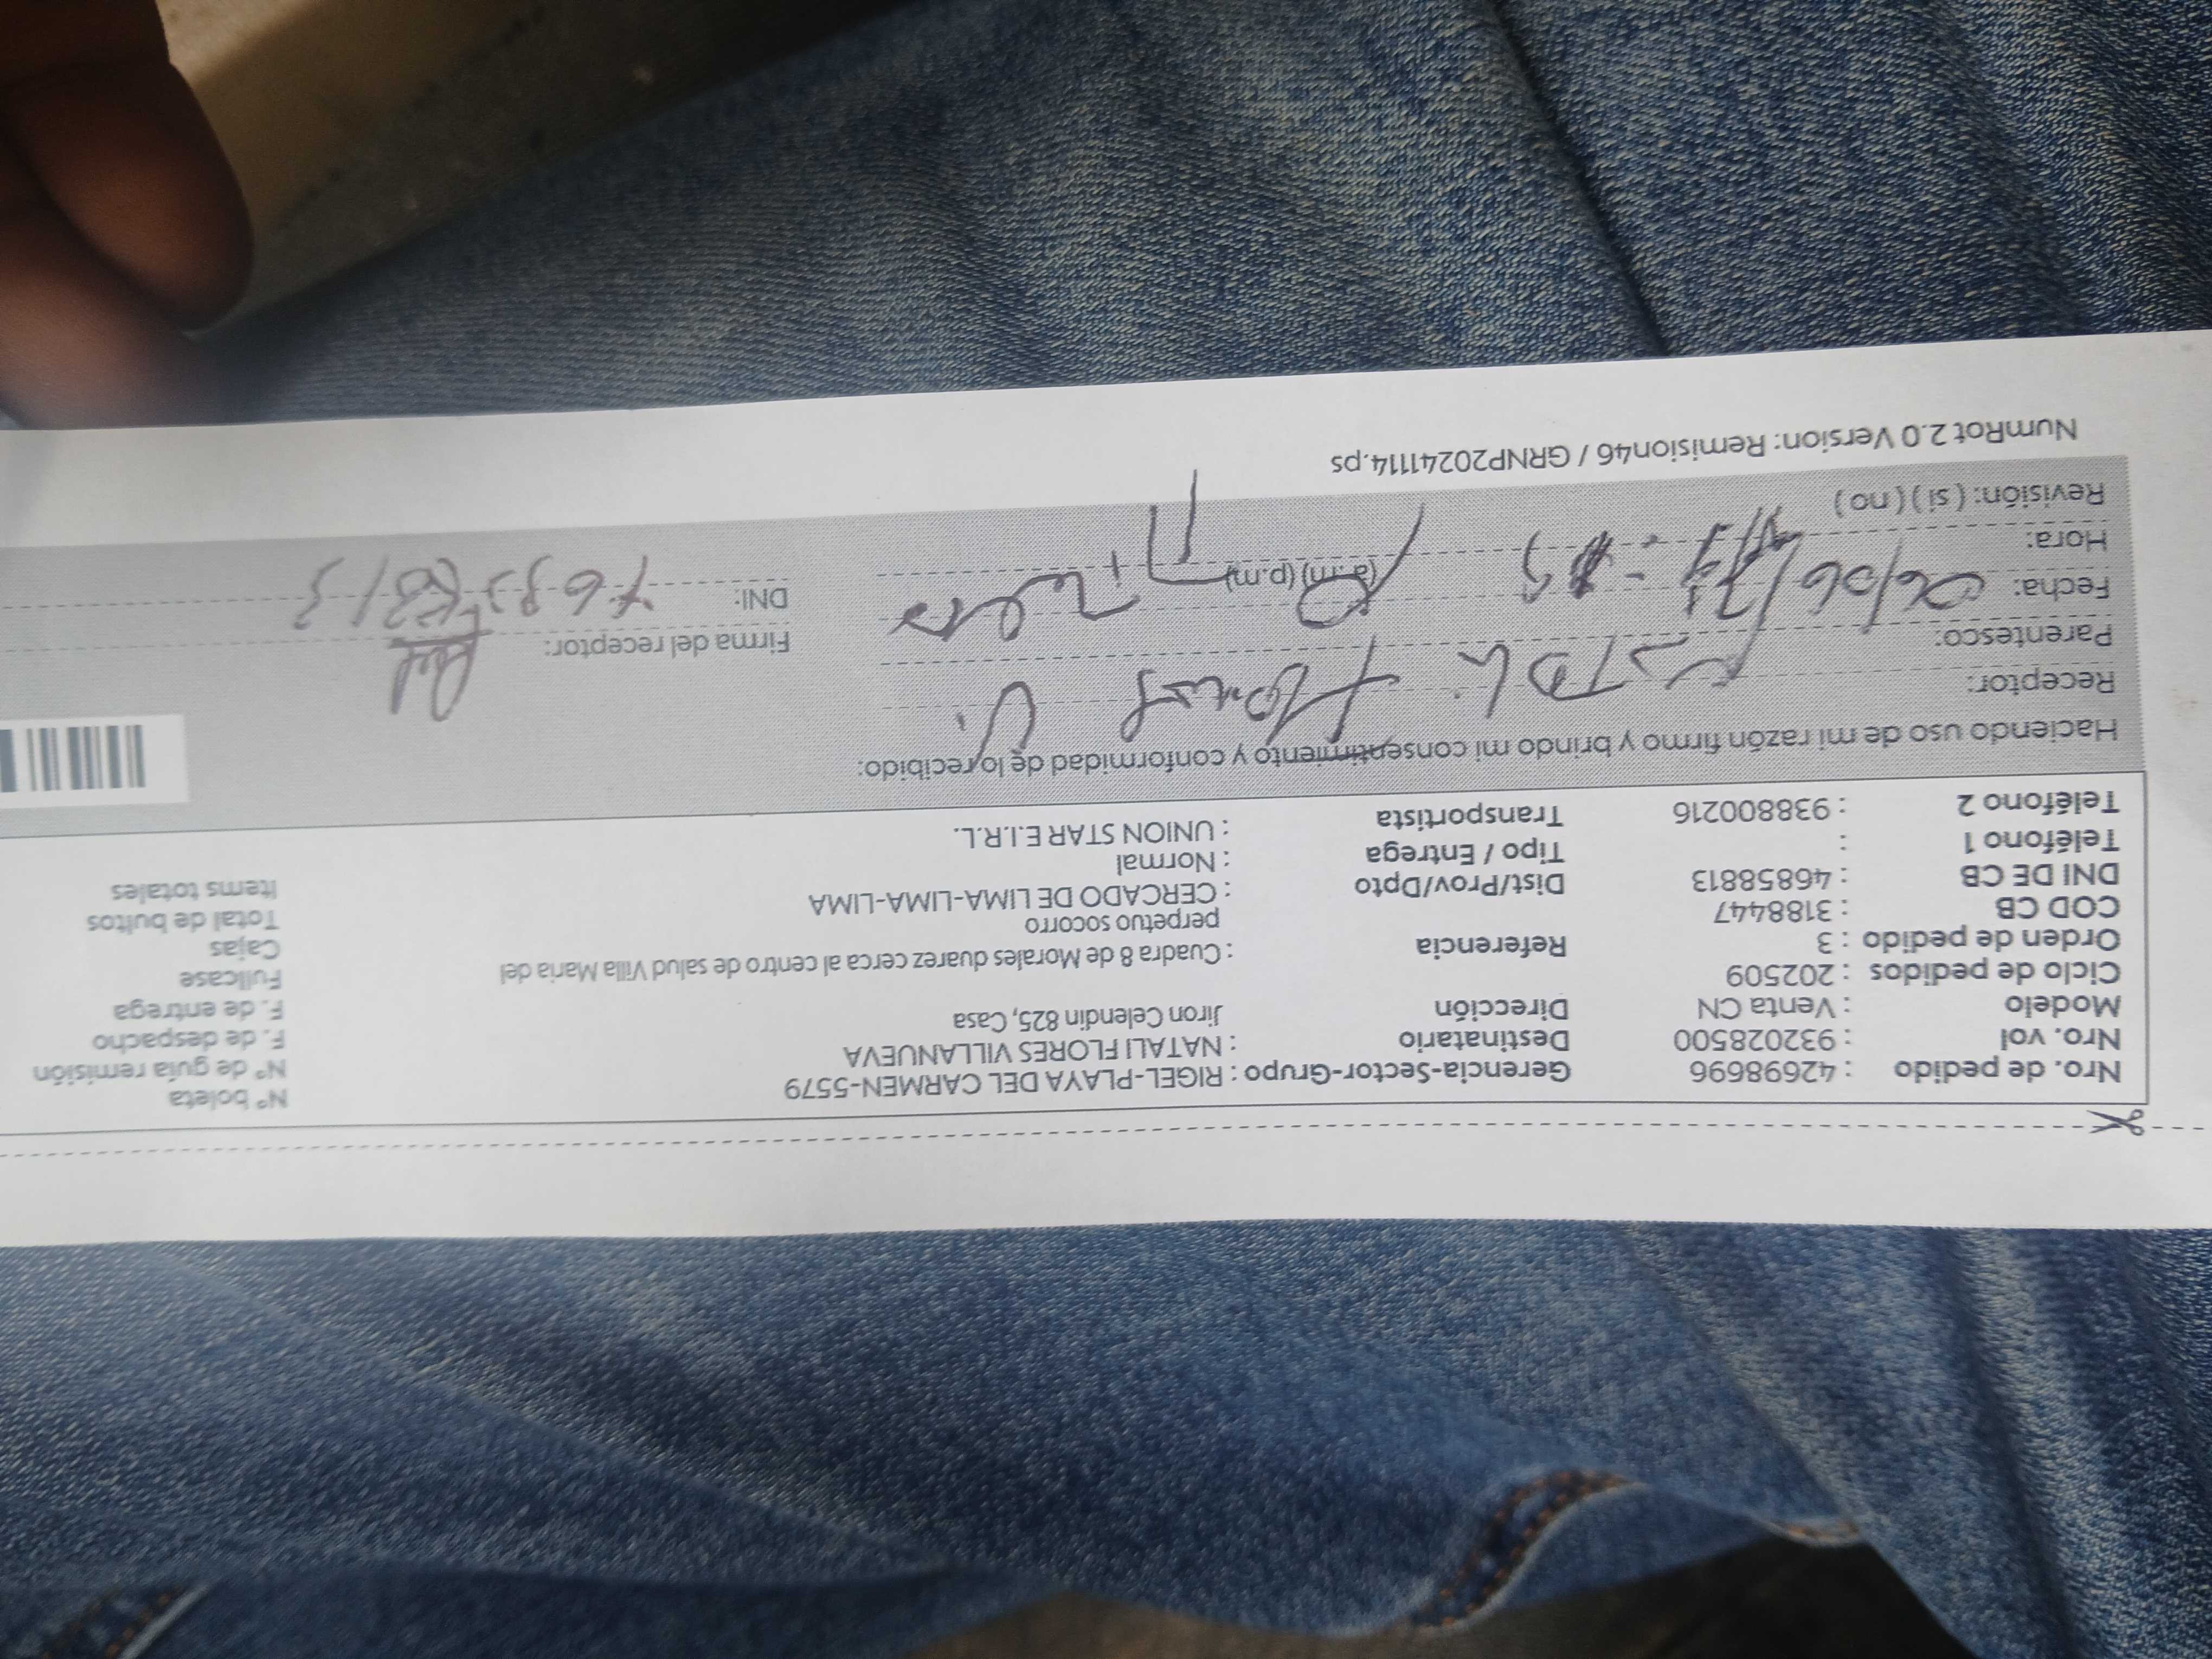 Nro. de pedido : 42698696 Gerencia-Sector-Grupo : RIGEL-PLAYA DEL CARMEN-5579 N° boleta
Nro. vol : 932028500 Destinatario : NATALI FLORES VILLANUEVA N° de guía remisión
Modelo : Venta CN Dirección Jiron Celendin 825, Casa F. de despacho
Ciclo de pedidos : 202509 F. de entrega
Orden de pedido : 3 Referencia : Cuadra 8 de Morales duarez cerca al centro de salud Villa Maria del Fullcase
COD CB : 3188447 perpetuo socorro Cajas
DNI DE CB : 46858813 Dist/Prov/Dpto : CERCADO DE LIMA-LIMA-LIMA Total de bultos
Teléfono 1 : Tipo / Entrega : Normal Items totales
Teléfono 2 : 938800216 Transportista : UNION STAR E.I.R.L.
Haciendo uso de mi razón firmo y brindo mi consentimiento y conformidad de lo recibido:
Receptor:
Parentesco: Firma del receptor:
Fecha: DNI:
Hora: (a.m) (p.m)
Revisión: ( si ) ( no )
NumRot 2.0 Version: Remision46 / GRNP20241114.ps